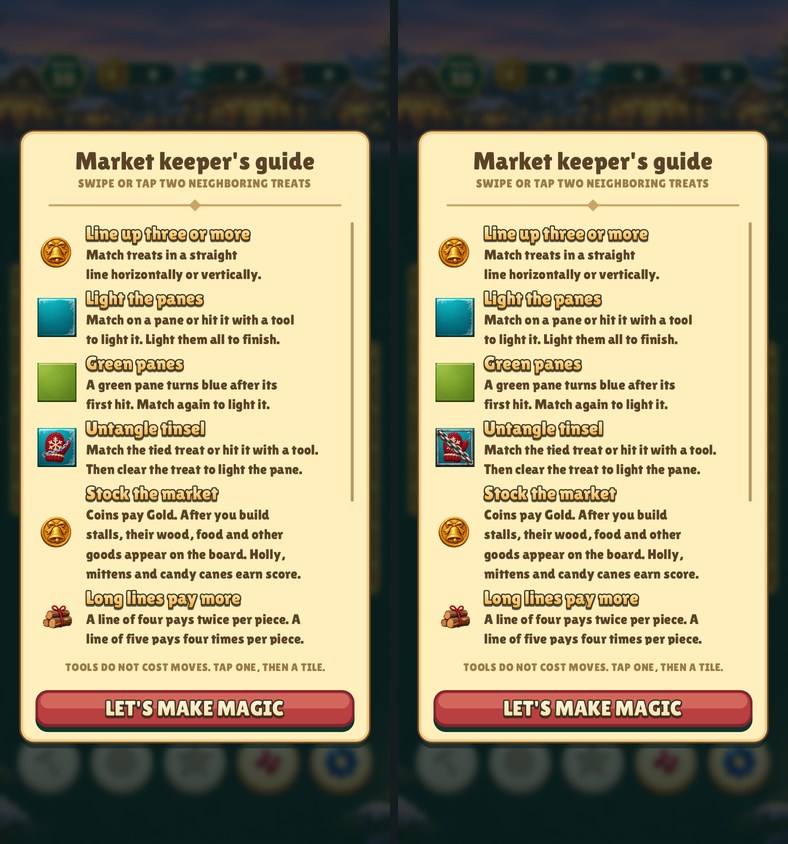 Market keeper's guide
SWIPE OR TAP TWO NEIGHBORING TREATS
Line up three or more
Match treats in a straight
line horizontally or vertically.
Light the panes
Match on a pane or hit it with a tool
to light it. Light them all to finish.
Green panes
A green pane turns blue after its
first hit. Match again to light it.
Untangle tinsel
Match the tied treat or hit it with a tool.
Then clear the treat to light the pane.
Stock the market
Coins pay Gold. After you build
stalls, their wood, food and other
goods appear on the board. Holly,
mittens and candy canes earn score.
Long lines pay more
A line of four pays twice per piece. A
line of five pays four times per piece.
TOOLS DO NOT COST MOVES. TAP ONE, THEN A TILE.
LET'S MAKE MAGIC
Market keeper's guide
SWIPE OR TAP TWO NEIGHBORING TREATS
Line up three or more
Match treats in a straight
line horizontally or vertically.
Light the panes
Match on a pane or hit it with a tool
to light it. Light them all to finish.
Green panes
A green pane turns blue after its
first hit. Match again to light it.
Untangle tinsel
Match the tied treat or hit it with a tool.
Then clear the treat to light the pane.
Stock the market
Coins pay Gold. After you build
stalls, their wood, food and other
goods appear on the board. Holly,
mittens and candy canes earn score.
Long lines pay more
A line of four pays twice per piece. A
line of five pays four times per piece.
TOOLS DO NOT COST MOVES. TAP ONE, THEN A TILE.
LET'S MAKE MAGIC